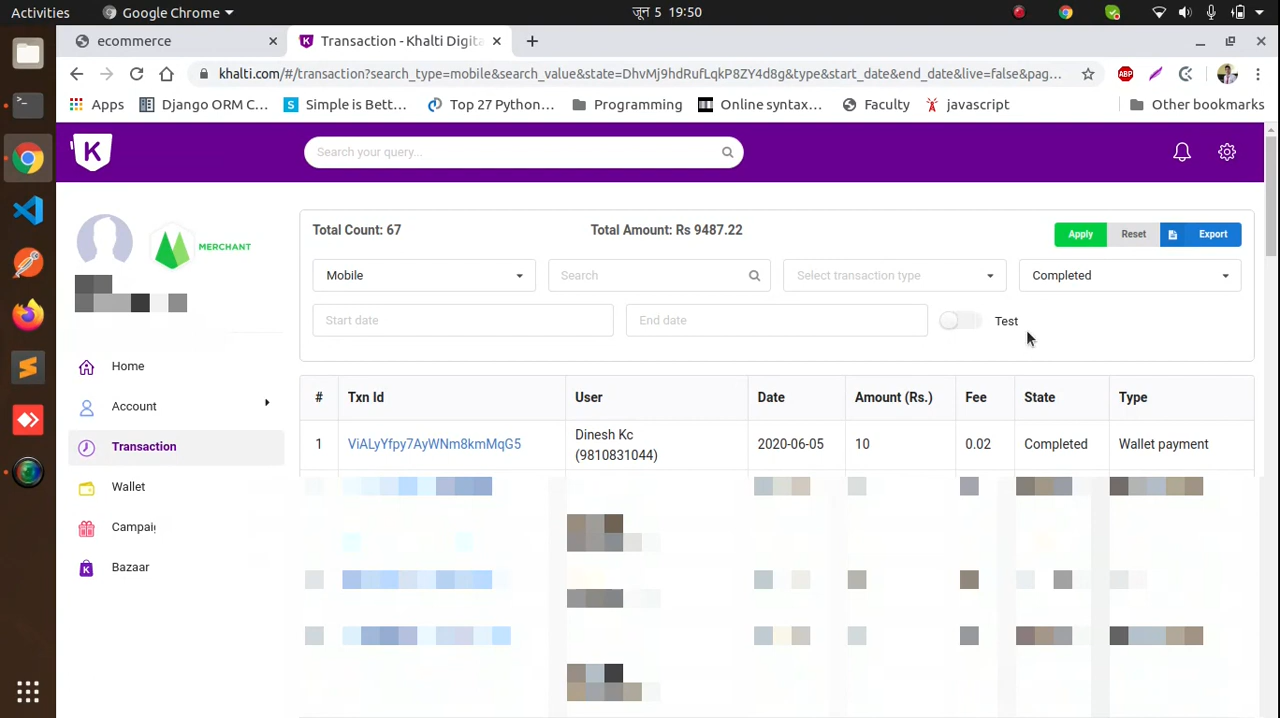 Activities
Google Chrome
जून 5 19:50
ecommerce
Transaction - Khalti Digita
khalti.com/#/transaction?search_type=mobile&search_value&state=DhvMj9hdRufLqkP8ZY4d8g&type&start_date&end_date&live=false&pag...
ABP
Apps
Django ORM C...
S Simple is Bett...
Top 27 Python...
Programming
Online syntax...
Faculty
javascript
Other bookmarks
K
Search your query...
MERCHANT
Total Count: 67
Total Amount: Rs 9487.22
Apply
Reset
Export
Mobile
Search
Select transaction type
Completed
Start date
End date
Test
Home
Account
Transaction
Wallet
Campaig
Bazaar
# Txn Id User Date Amount (Rs.) Fee State Type
1 ViALyYfpy7AyWNm8kmMqG5 Dinesh Kc 2020-06-05 10 0.02 Completed Wallet payment
(9810831044)